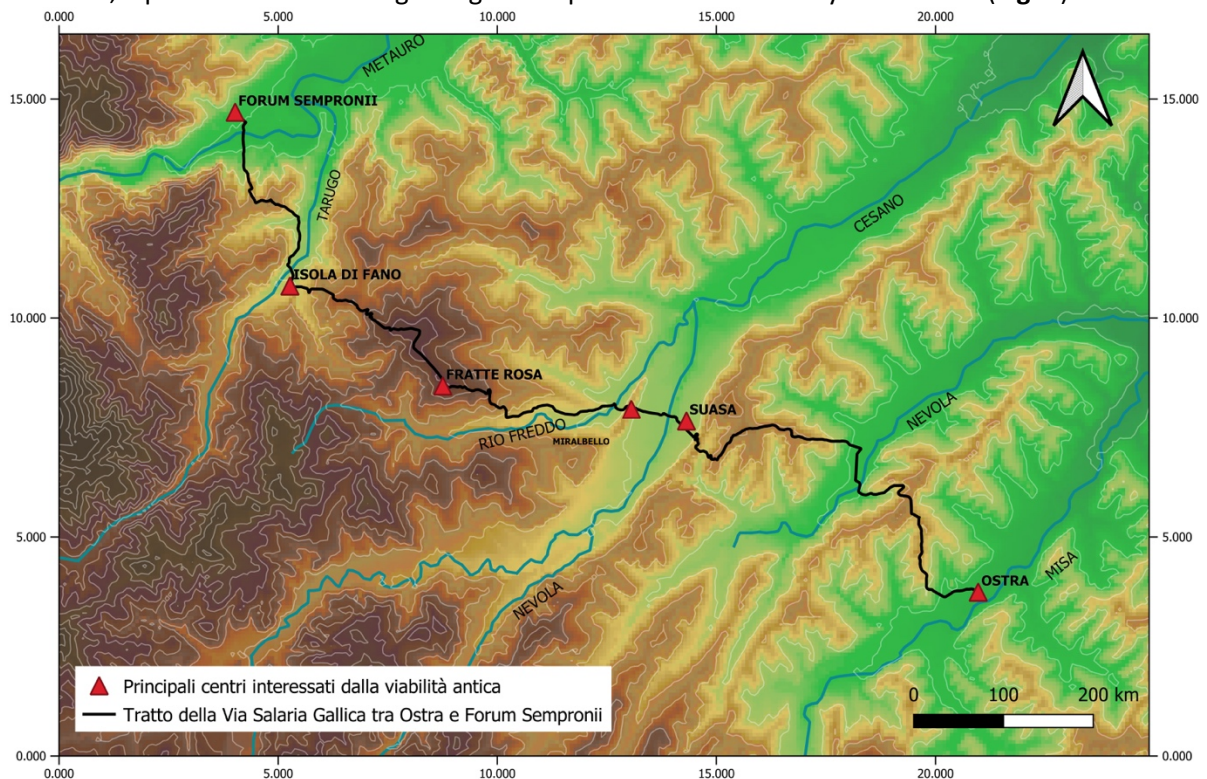 0.000 5.000 10.000 15.000 20.000
METAURO
15.000 FORUM SEMPRONII 15.000
TARUGO
CESANO
ISOLA DI FANO
10.000 10.000
FRATTE ROSA
SUASA
NEVOLA
RIO FREDDO
MIRALBELLO
5.000 5.000
OSTRA
MISA
NEVOLA
Principali centri interessati dalla viabilità antica
Tratto della Via Salaria Gallica tra Ostra e Forum Sempronii
0 100 200 km
0.000 0.000
0.000 5.000 10.000 15.000 20.000